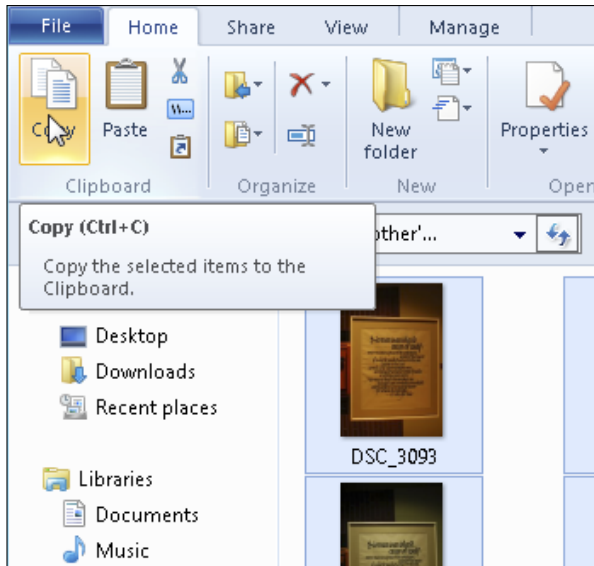 File Home Share View Manage
W...
Copy Paste New folder Properties
Clipboard Organize New Open
Copy (Ctrl+C)
other'...
Copy the selected items to the
Clipboard.
Desktop
Downloads
Recent places
DSC_3093
Libraries
Documents
Music